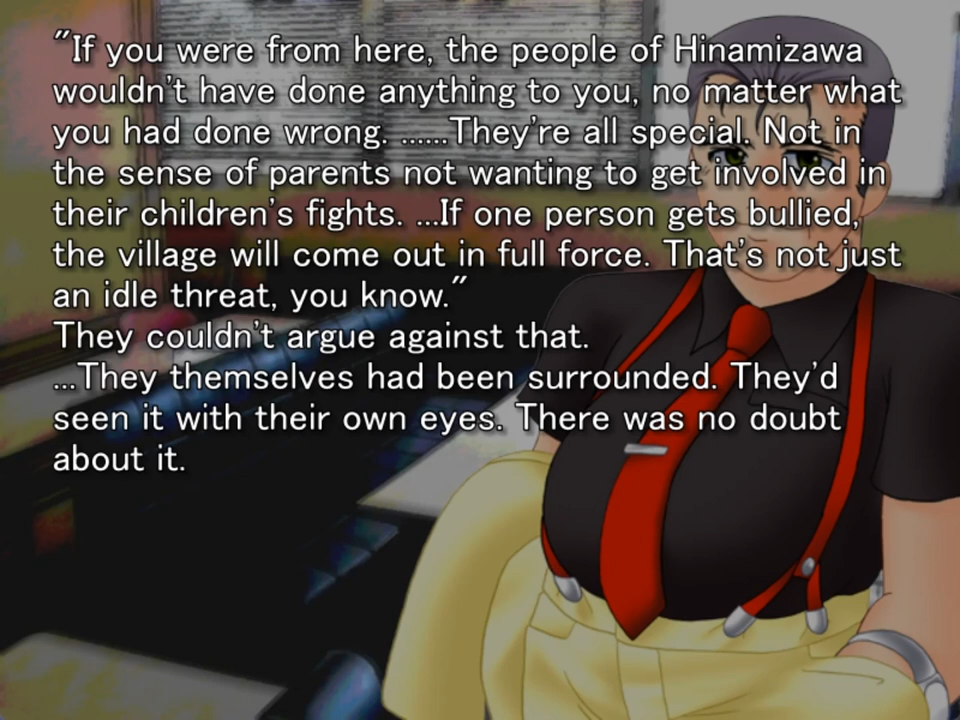 "If you were from here, the people of Hinamizawa
wouldn't have done anything to you, no matter what
you had done wrong. ......They're all special. Not in
the sense of parents not wanting to get involved in
their children's fights. ...If one person gets bullied,
the village will come out in full force. That's not just
an idle threat, you know."
They couldn't argue against that.
...They themselves had been surrounded. They'd
seen it with their own eyes. There was no doubt
about it.